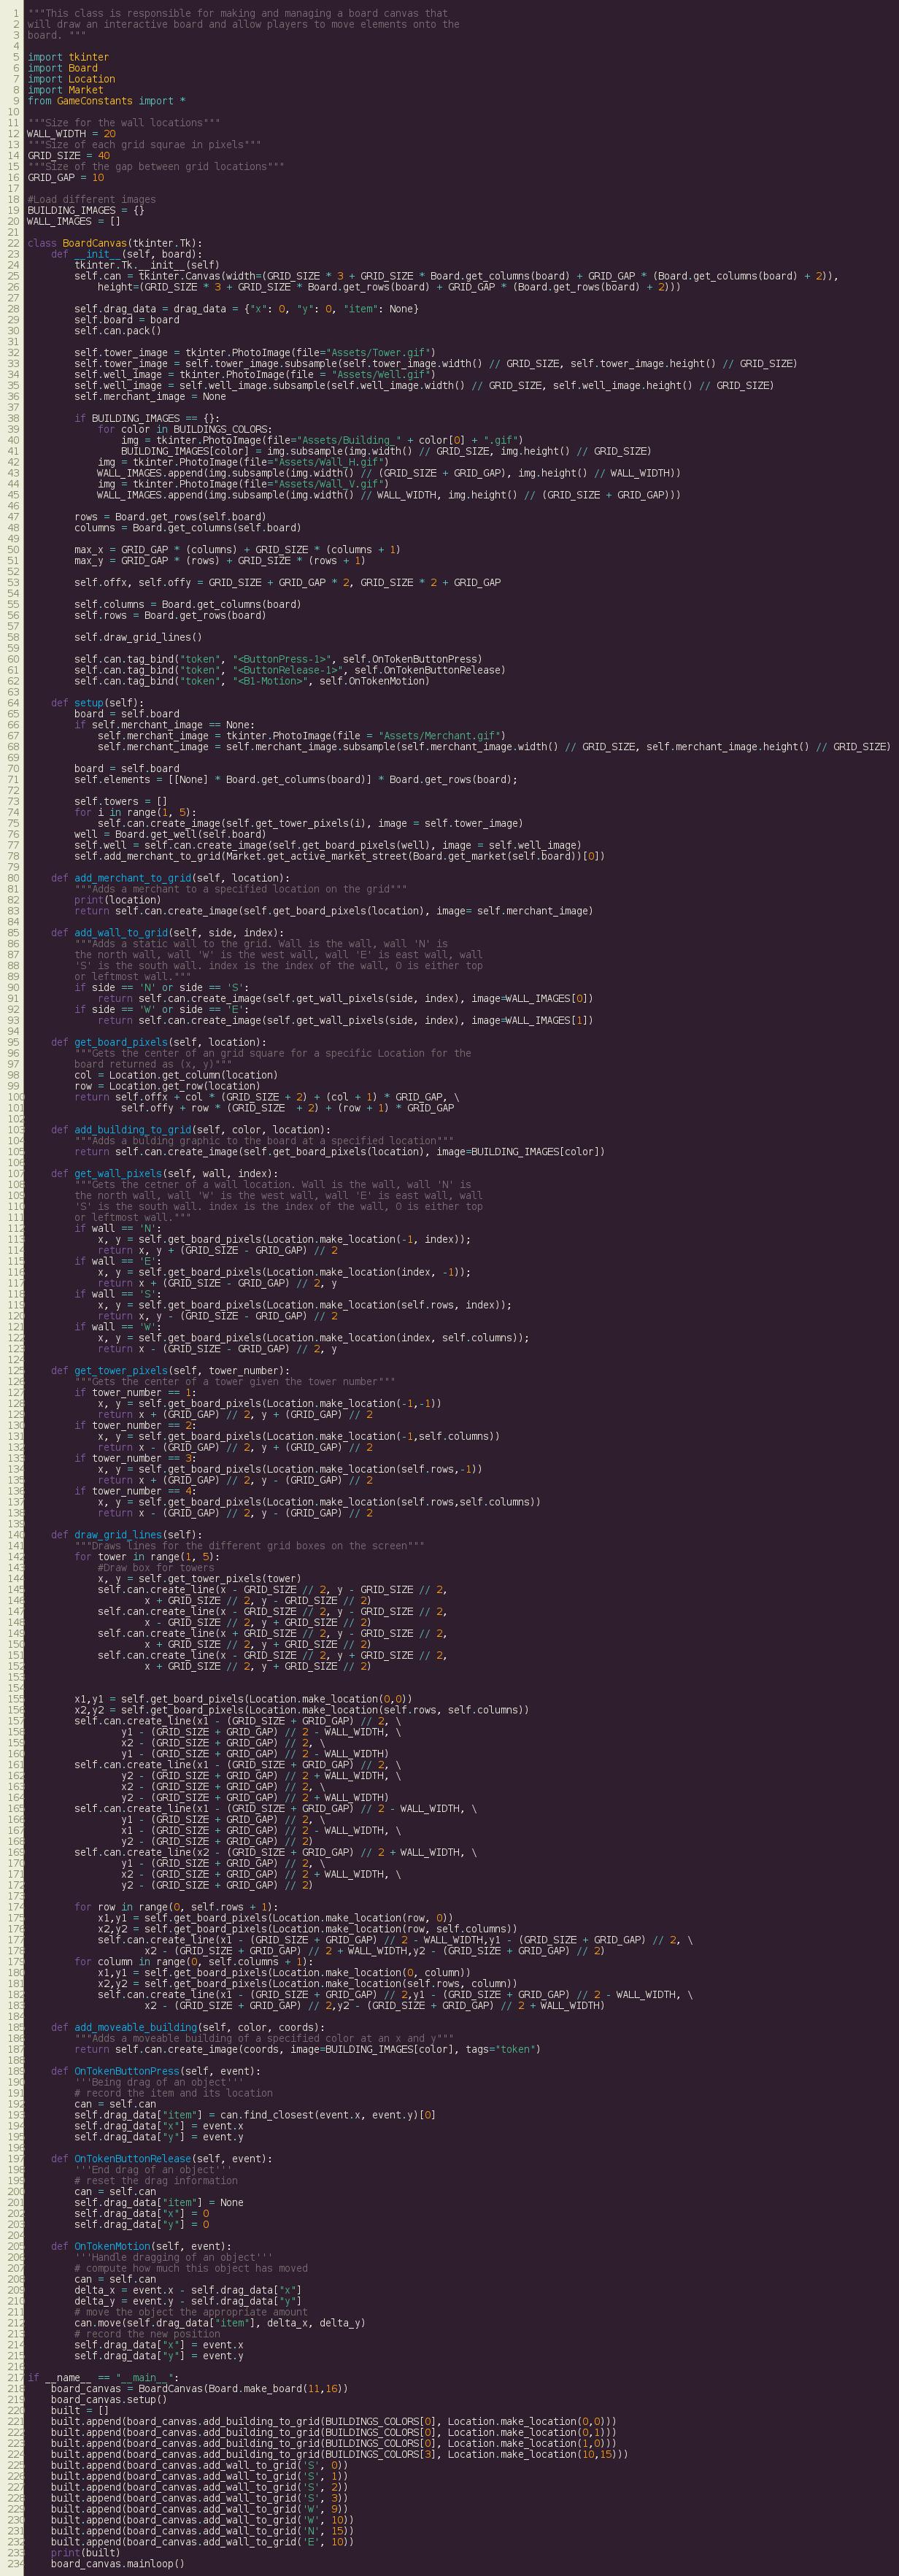 1 """This class is responsible for making and managing a board canvas that
2 will draw an interactive board and allow players to move elements onto the
3 board. """
4
5 import tkinter
6 import Board
7 import Location
8 import Market
9 from GameConstants import *
10
11 """Size for the wall locations"""
12 WALL_WIDTH = 20
13 """Size of each grid squrae in pixels"""
14 GRID_SIZE = 40
15 """Size of the gap between grid locations"""
16 GRID_GAP = 10
17
18 #Load different images
19 BUILDING_IMAGES = {}
20 WALL_IMAGES = []
21
22 class BoardCanvas(tkinter.Tk):
23     def __init__(self, board):
24         tkinter.Tk.__init__(self)
25         self.can = tkinter.Canvas(width=(GRID_SIZE * 3 + GRID_SIZE * Board.get_columns(board) + GRID_GAP * (Board.get_columns(board) + 2)),
26             height=(GRID_SIZE * 3 + GRID_SIZE * Board.get_rows(board) + GRID_GAP * (Board.get_rows(board) + 2)))
27
28         self.drag_data = drag_data = {"x": 0, "y": 0, "item": None}
29         self.board = board
30         self.can.pack()
31
32         self.tower_image = tkinter.PhotoImage(file="Assets/Tower.gif")
33         self.tower_image = self.tower_image.subsample(self.tower_image.width() // GRID_SIZE, self.tower_image.height() // GRID_SIZE)
34         self.well_image = tkinter.PhotoImage(file = "Assets/Well.gif")
35         self.well_image = self.well_image.subsample(self.well_image.width() // GRID_SIZE, self.well_image.height() // GRID_SIZE)
36         self.merchant_image = None
37
38         if BUILDING_IMAGES == {}:
39             for color in BUILDINGS_COLORS:
40                 img = tkinter.PhotoImage(file="Assets/Building_" + color[0] + ".gif")
41                 BUILDING_IMAGES[color] = img.subsample(img.width() // GRID_SIZE, img.height() // GRID_SIZE)
42             img = tkinter.PhotoImage(file="Assets/Wall_H.gif")
43             WALL_IMAGES.append(img.subsample(img.width() // (GRID_SIZE + GRID_GAP), img.height() // WALL_WIDTH))
44             img = tkinter.PhotoImage(file="Assets/Wall_V.gif")
45             WALL_IMAGES.append(img.subsample(img.width() // WALL_WIDTH, img.height() // (GRID_SIZE + GRID_GAP)))
46
47         rows = Board.get_rows(self.board)
48         columns = Board.get_columns(self.board)
49
50         max_x = GRID_GAP * (columns) + GRID_SIZE * (columns + 1)
51         max_y = GRID_GAP * (rows) + GRID_SIZE * (rows + 1)
52
53         self.offx, self.offy = GRID_SIZE + GRID_GAP * 2, GRID_SIZE * 2 + GRID_GAP
54
55         self.columns = Board.get_columns(board)
56         self.rows = Board.get_rows(board)
57
58         self.draw_grid_lines()
59
60         self.can.tag_bind("token", "<ButtonPress-1>", self.OnTokenButtonPress)
61         self.can.tag_bind("token", "<ButtonRelease-1>", self.OnTokenButtonRelease)
62         self.can.tag_bind("token", "<B1-Motion>", self.OnTokenMotion)
63
64     def setup(self):
65         board = self.board
66         if self.merchant_image == None:
67             self.merchant_image = tkinter.PhotoImage(file = "Assets/Merchant.gif")
68             self.merchant_image = self.merchant_image.subsample(self.merchant_image.width() // GRID_SIZE, self.merchant_image.height() // GRID_SIZE)
69
70         board = self.board
71         self.elements = [[None] * Board.get_columns(board)] * Board.get_rows(board);
72
73         self.towers = []
74         for i in range(1, 5):
75             self.can.create_image(self.get_tower_pixels(i), image = self.tower_image)
76         well = Board.get_well(self.board)
77         self.well = self.can.create_image(self.get_board_pixels(well), image = self.well_image)
78         self.add_merchant_to_grid(Market.get_active_market_street(Board.get_market(self.board))[0])
79
80     def add_merchant_to_grid(self, location):
81         """Adds a merchant to a specified location on the grid"""
82         print(location)
83         return self.can.create_image(self.get_board_pixels(location), image= self.merchant_image)
84
85     def add_wall_to_grid(self, side, index):
86         """Adds a static wall to the grid. Wall is the wall, wall 'N' is
87         the north wall, wall 'W' is the west wall, wall 'E' is east wall, wall
88         'S' is the south wall. index is the index of the wall, 0 is either top
89         or leftmost wall."""
90         if side == 'N' or side == 'S':
91             return self.can.create_image(self.get_wall_pixels(side, index), image=WALL_IMAGES[0])
92         if side == 'W' or side == 'E':
93             return self.can.create_image(self.get_wall_pixels(side, index), image=WALL_IMAGES[1])
94
95     def get_board_pixels(self, location):
96         """Gets the center of an grid square for a specific Location for the
97         board returned as (x, y)"""
98         col = Location.get_column(location)
99         row = Location.get_row(location)
100         return self.offx + col * (GRID_SIZE + 2) + (col + 1) * GRID_GAP, \
101                 self.offy + row * (GRID_SIZE  + 2) + (row + 1) * GRID_GAP
102
103     def add_building_to_grid(self, color, location):
104         """Adds a bulding graphic to the board at a specified location"""
105         return self.can.create_image(self.get_board_pixels(location), image=BUILDING_IMAGES[color])
106
107     def get_wall_pixels(self, wall, index):
108         """Gets the cetner of a wall location. Wall is the wall, wall 'N' is
109         the north wall, wall 'W' is the west wall, wall 'E' is east wall, wall
110         'S' is the south wall. index is the index of the wall, 0 is either top
111         or leftmost wall."""
112         if wall == 'N':
113             x, y = self.get_board_pixels(Location.make_location(-1, index));
114             return x, y + (GRID_SIZE - GRID_GAP) // 2
115         if wall == 'E':
116             x, y = self.get_board_pixels(Location.make_location(index, -1));
117             return x + (GRID_SIZE - GRID_GAP) // 2, y
118         if wall == 'S':
119             x, y = self.get_board_pixels(Location.make_location(self.rows, index));
120             return x, y - (GRID_SIZE - GRID_GAP) // 2
121         if wall == 'W':
122             x, y = self.get_board_pixels(Location.make_location(index, self.columns));
123             return x - (GRID_SIZE - GRID_GAP) // 2, y
124
125     def get_tower_pixels(self, tower_number):
126         """Gets the center of a tower given the tower number"""
127         if tower_number == 1:
128             x, y = self.get_board_pixels(Location.make_location(-1,-1))
129             return x + (GRID_GAP) // 2, y + (GRID_GAP) // 2
130         if tower_number == 2:
131             x, y = self.get_board_pixels(Location.make_location(-1,self.columns))
132             return x - (GRID_GAP) // 2, y + (GRID_GAP) // 2
133         if tower_number == 3:
134             x, y = self.get_board_pixels(Location.make_location(self.rows,-1))
135             return x + (GRID_GAP) // 2, y - (GRID_GAP) // 2
136         if tower_number == 4:
137             x, y = self.get_board_pixels(Location.make_location(self.rows,self.columns))
138             return x - (GRID_GAP) // 2, y - (GRID_GAP) // 2
139
140     def draw_grid_lines(self):
141         """Draws lines for the different grid boxes on the screen"""
142         for tower in range(1, 5):
143             #Draw box for towers
144             x, y = self.get_tower_pixels(tower)
145             self.can.create_line(x - GRID_SIZE // 2, y - GRID_SIZE // 2,
146                     x + GRID_SIZE // 2, y - GRID_SIZE // 2)
147             self.can.create_line(x - GRID_SIZE // 2, y - GRID_SIZE // 2,
148                     x - GRID_SIZE // 2, y + GRID_SIZE // 2)
149             self.can.create_line(x + GRID_SIZE // 2, y - GRID_SIZE // 2,
150                     x + GRID_SIZE // 2, y + GRID_SIZE // 2)
151             self.can.create_line(x - GRID_SIZE // 2, y + GRID_SIZE // 2,
152                     x + GRID_SIZE // 2, y + GRID_SIZE // 2)
153
154
155         x1,y1 = self.get_board_pixels(Location.make_location(0,0))
156         x2,y2 = self.get_board_pixels(Location.make_location(self.rows, self.columns))
157         self.can.create_line(x1 - (GRID_SIZE + GRID_GAP) // 2, \
158                 y1 - (GRID_SIZE + GRID_GAP) // 2 - WALL_WIDTH, \
159                 x2 - (GRID_SIZE + GRID_GAP) // 2, \
160                 y1 - (GRID_SIZE + GRID_GAP) // 2 - WALL_WIDTH)
161         self.can.create_line(x1 - (GRID_SIZE + GRID_GAP) // 2, \
162                 y2 - (GRID_SIZE + GRID_GAP) // 2 + WALL_WIDTH, \
163                 x2 - (GRID_SIZE + GRID_GAP) // 2, \
164                 y2 - (GRID_SIZE + GRID_GAP) // 2 + WALL_WIDTH)
165         self.can.create_line(x1 - (GRID_SIZE + GRID_GAP) // 2 - WALL_WIDTH, \
166                 y1 - (GRID_SIZE + GRID_GAP) // 2, \
167                 x1 - (GRID_SIZE + GRID_GAP) // 2 - WALL_WIDTH, \
168                 y2 - (GRID_SIZE + GRID_GAP) // 2)
169         self.can.create_line(x2 - (GRID_SIZE + GRID_GAP) // 2 + WALL_WIDTH, \
170                 y1 - (GRID_SIZE + GRID_GAP) // 2, \
171                 x2 - (GRID_SIZE + GRID_GAP) // 2 + WALL_WIDTH, \
172                 y2 - (GRID_SIZE + GRID_GAP) // 2)
173
174         for row in range(0, self.rows + 1):
175             x1,y1 = self.get_board_pixels(Location.make_location(row, 0))
176             x2,y2 = self.get_board_pixels(Location.make_location(row, self.columns))
177             self.can.create_line(x1 - (GRID_SIZE + GRID_GAP) // 2 - WALL_WIDTH,y1 - (GRID_SIZE + GRID_GAP) // 2, \
178                     x2 - (GRID_SIZE + GRID_GAP) // 2 + WALL_WIDTH,y2 - (GRID_SIZE + GRID_GAP) // 2)
179         for column in range(0, self.columns + 1):
180             x1,y1 = self.get_board_pixels(Location.make_location(0, column))
181             x2,y2 = self.get_board_pixels(Location.make_location(self.rows, column))
182             self.can.create_line(x1 - (GRID_SIZE + GRID_GAP) // 2,y1 - (GRID_SIZE + GRID_GAP) // 2 - WALL_WIDTH, \
183                     x2 - (GRID_SIZE + GRID_GAP) // 2,y2 - (GRID_SIZE + GRID_GAP) // 2 + WALL_WIDTH)
184
185     def add_moveable_building(self, color, coords):
186         """Adds a moveable building of a specified color at an x and y"""
187         return self.can.create_image(coords, image=BUILDING_IMAGES[color], tags="token")
188
189     def OnTokenButtonPress(self, event):
190         '''Being drag of an object'''
191         # record the item and its location
192         can = self.can
193         self.drag_data["item"] = can.find_closest(event.x, event.y)[0]
194         self.drag_data["x"] = event.x
195         self.drag_data["y"] = event.y
196
197     def OnTokenButtonRelease(self, event):
198         '''End drag of an object'''
199         # reset the drag information
200         can = self.can
201         self.drag_data["item"] = None
202         self.drag_data["x"] = 0
203         self.drag_data["y"] = 0
204
205     def OnTokenMotion(self, event):
206         '''Handle dragging of an object'''
207         # compute how much this object has moved
208         can = self.can
209         delta_x = event.x - self.drag_data["x"]
210         delta_y = event.y - self.drag_data["y"]
211         # move the object the appropriate amount
212         can.move(self.drag_data["item"], delta_x, delta_y)
213         # record the new position
214         self.drag_data["x"] = event.x
215         self.drag_data["y"] = event.y
216
217 if __name__ == "__main__":
218     board_canvas = BoardCanvas(Board.make_board(11,16))
219     board_canvas.setup()
220     built = []
221     built.append(board_canvas.add_building_to_grid(BUILDINGS_COLORS[0], Location.make_location(0,0)))
222     built.append(board_canvas.add_building_to_grid(BUILDINGS_COLORS[0], Location.make_location(0,1)))
223     built.append(board_canvas.add_building_to_grid(BUILDINGS_COLORS[0], Location.make_location(1,0)))
224     built.append(board_canvas.add_building_to_grid(BUILDINGS_COLORS[3], Location.make_location(10,15)))
225     built.append(board_canvas.add_wall_to_grid('S', 0))
226     built.append(board_canvas.add_wall_to_grid('S', 1))
227     built.append(board_canvas.add_wall_to_grid('S', 2))
228     built.append(board_canvas.add_wall_to_grid('S', 3))
229     built.append(board_canvas.add_wall_to_grid('W', 9))
230     built.append(board_canvas.add_wall_to_grid('W', 10))
231     built.append(board_canvas.add_wall_to_grid('N', 15))
232     built.append(board_canvas.add_wall_to_grid('E', 10))
233     print(built)
234     board_canvas.mainloop()